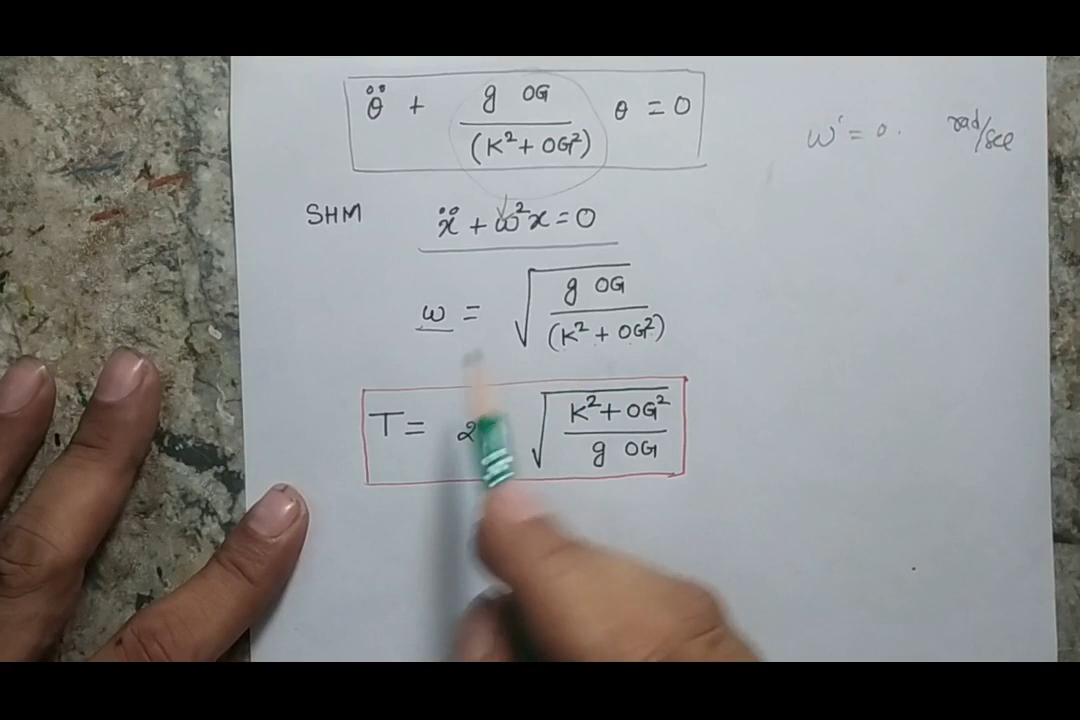 θ̈ + g OG / (K² + OG²) θ = 0
ω' = 0. rad/sec
SHM ẍ + ω²x = 0
ω = √( g OG / (K² + OG²) )
T = 2 √( K² + OG² / g OG )